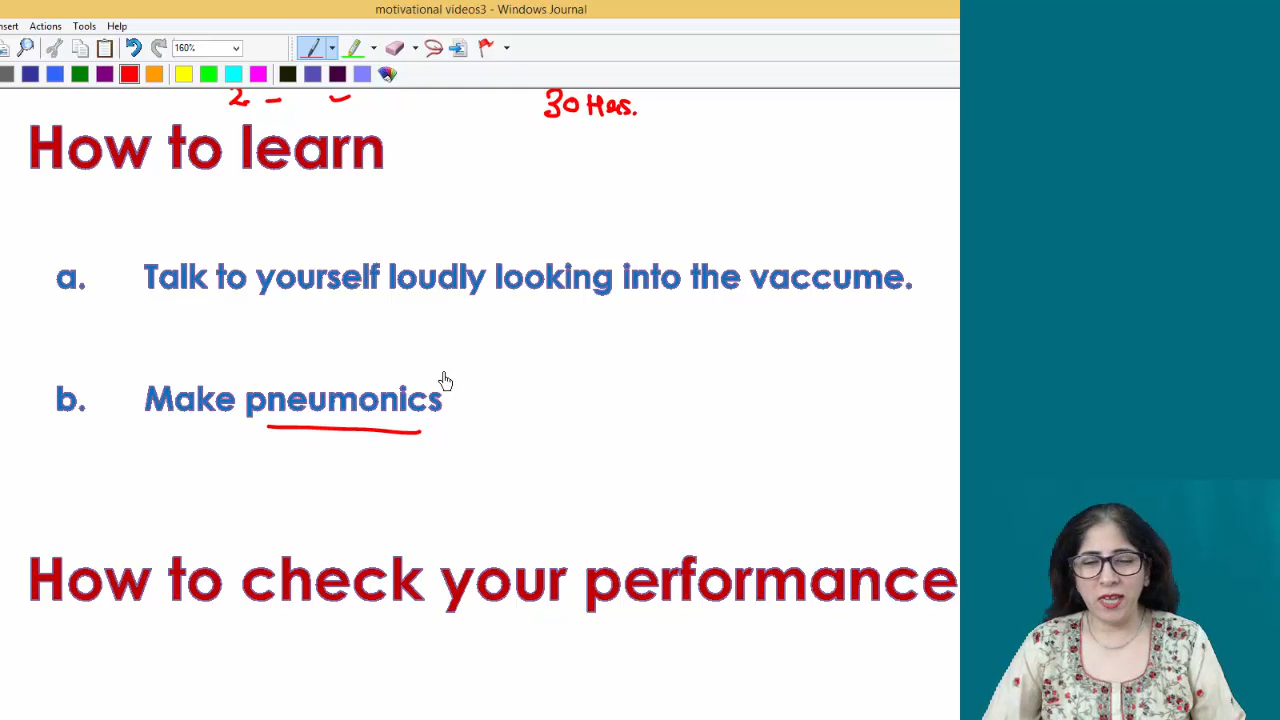 motivational videos3 - Windows Journal
nsert Actions Tools Help
160%
30 Hrs.
How to learn
a. Talk to yourself loudly looking into the vaccume.
b. Make pneumonics
How to check your performance